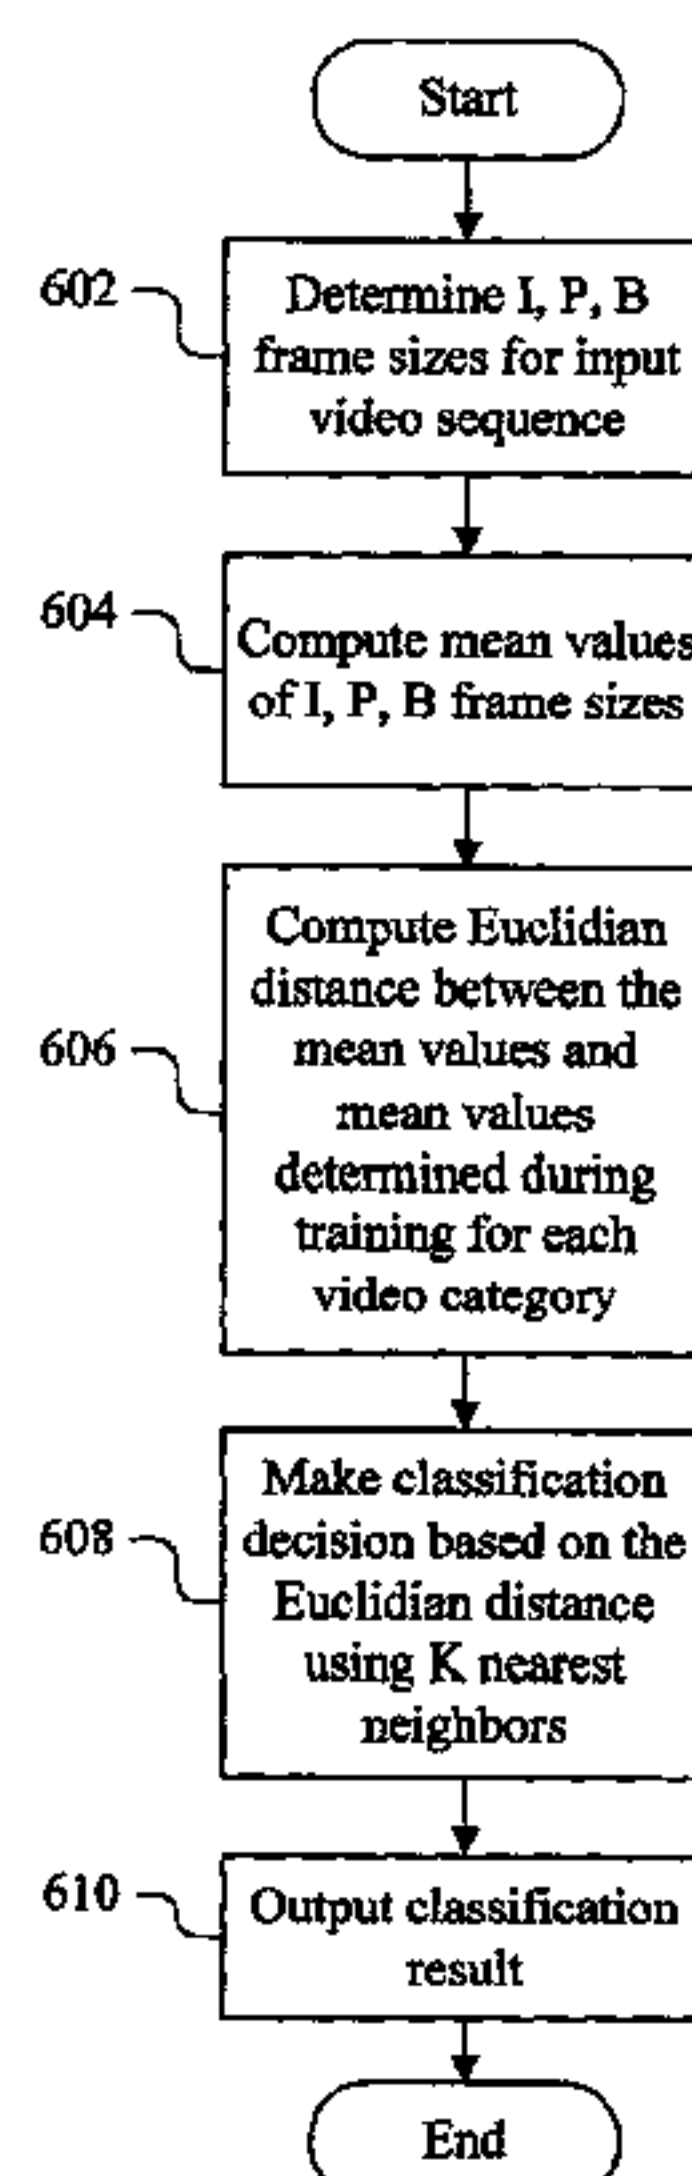 Start
602
Determine I, P, B
frame sizes for input
video sequence
604
Compute mean values
of I, P, B frame sizes
606
Compute Euclidian
distance between the
mean values and
mean values
determined during
training for each
video category
608
Make classification
decision based on the
Euclidian distance
using K nearest
neighbors
610
Output classification
result
End